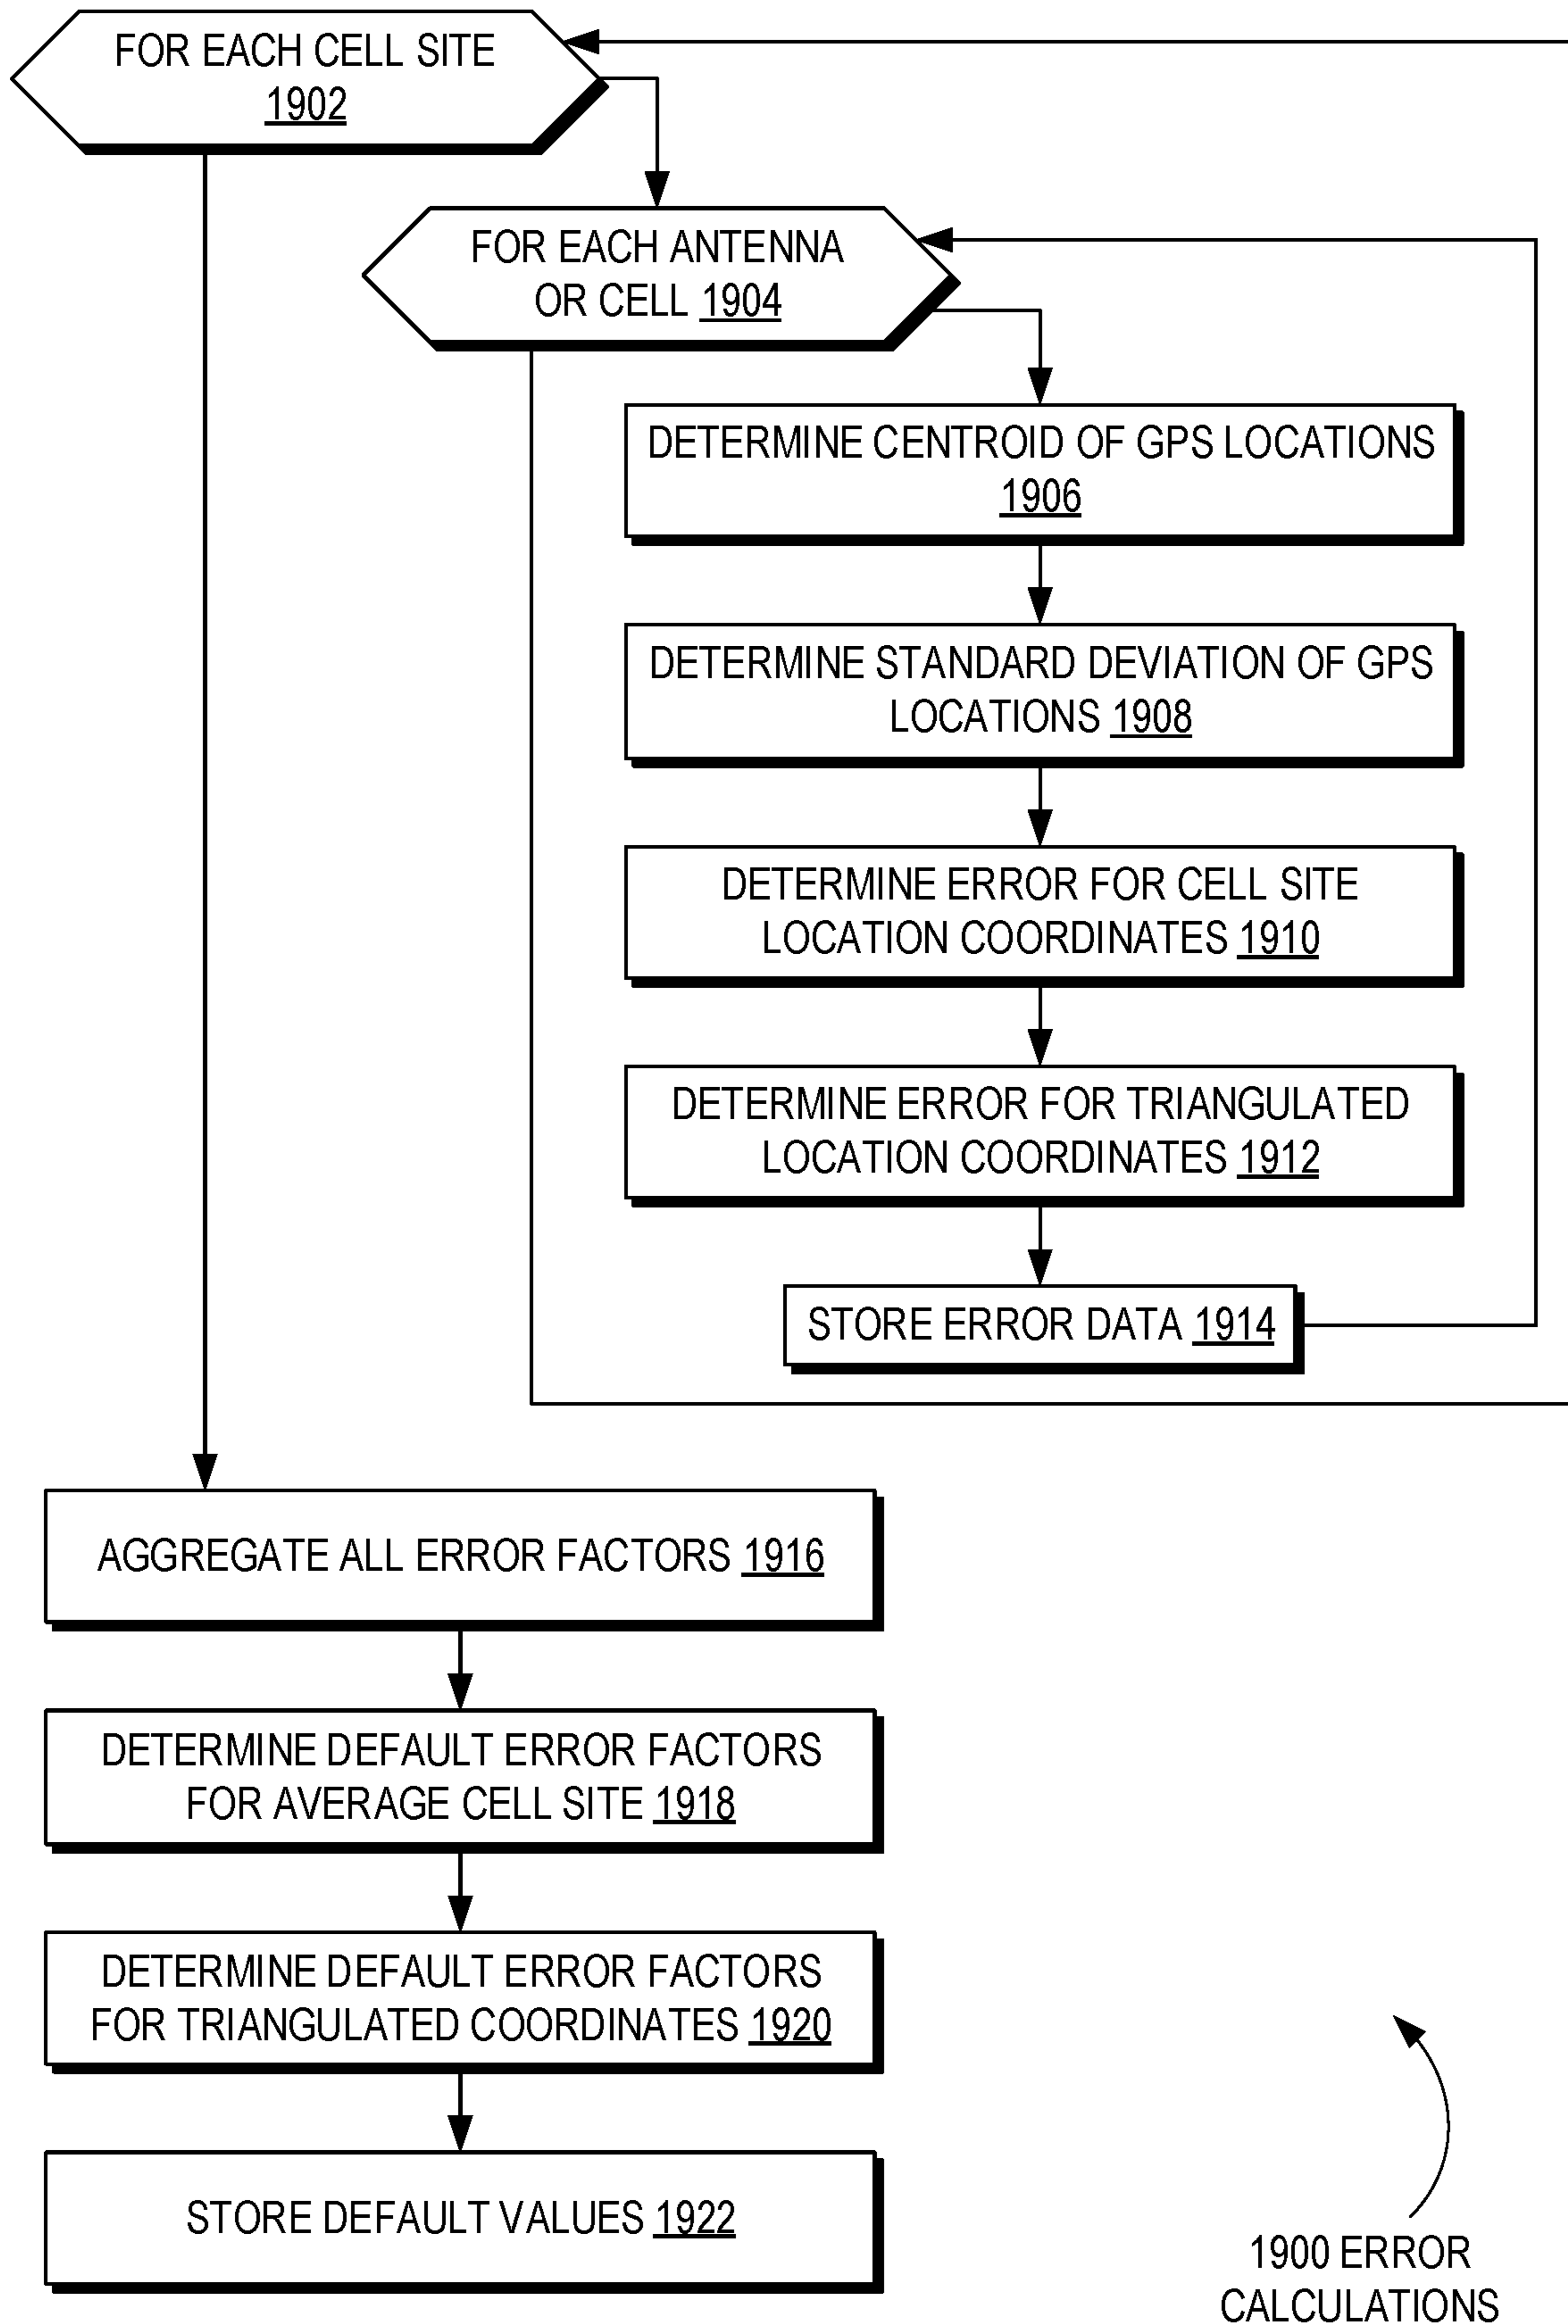 FOR EACH CELL SITE
1902
FOR EACH ANTENNA
OR CELL 1904
DETERMINE CENTROID OF GPS LOCATIONS
1906
DETERMINE STANDARD DEVIATION OF GPS
LOCATIONS 1908
DETERMINE ERROR FOR CELL SITE
LOCATION COORDINATES 1910
DETERMINE ERROR FOR TRIANGULATED
LOCATION COORDINATES 1912
STORE ERROR DATA 1914
AGGREGATE ALL ERROR FACTORS 1916
DETERMINE DEFAULT ERROR FACTORS
FOR AVERAGE CELL SITE 1918
DETERMINE DEFAULT ERROR FACTORS
FOR TRIANGULATED COORDINATES 1920
STORE DEFAULT VALUES 1922
1900 ERROR
CALCULATIONS